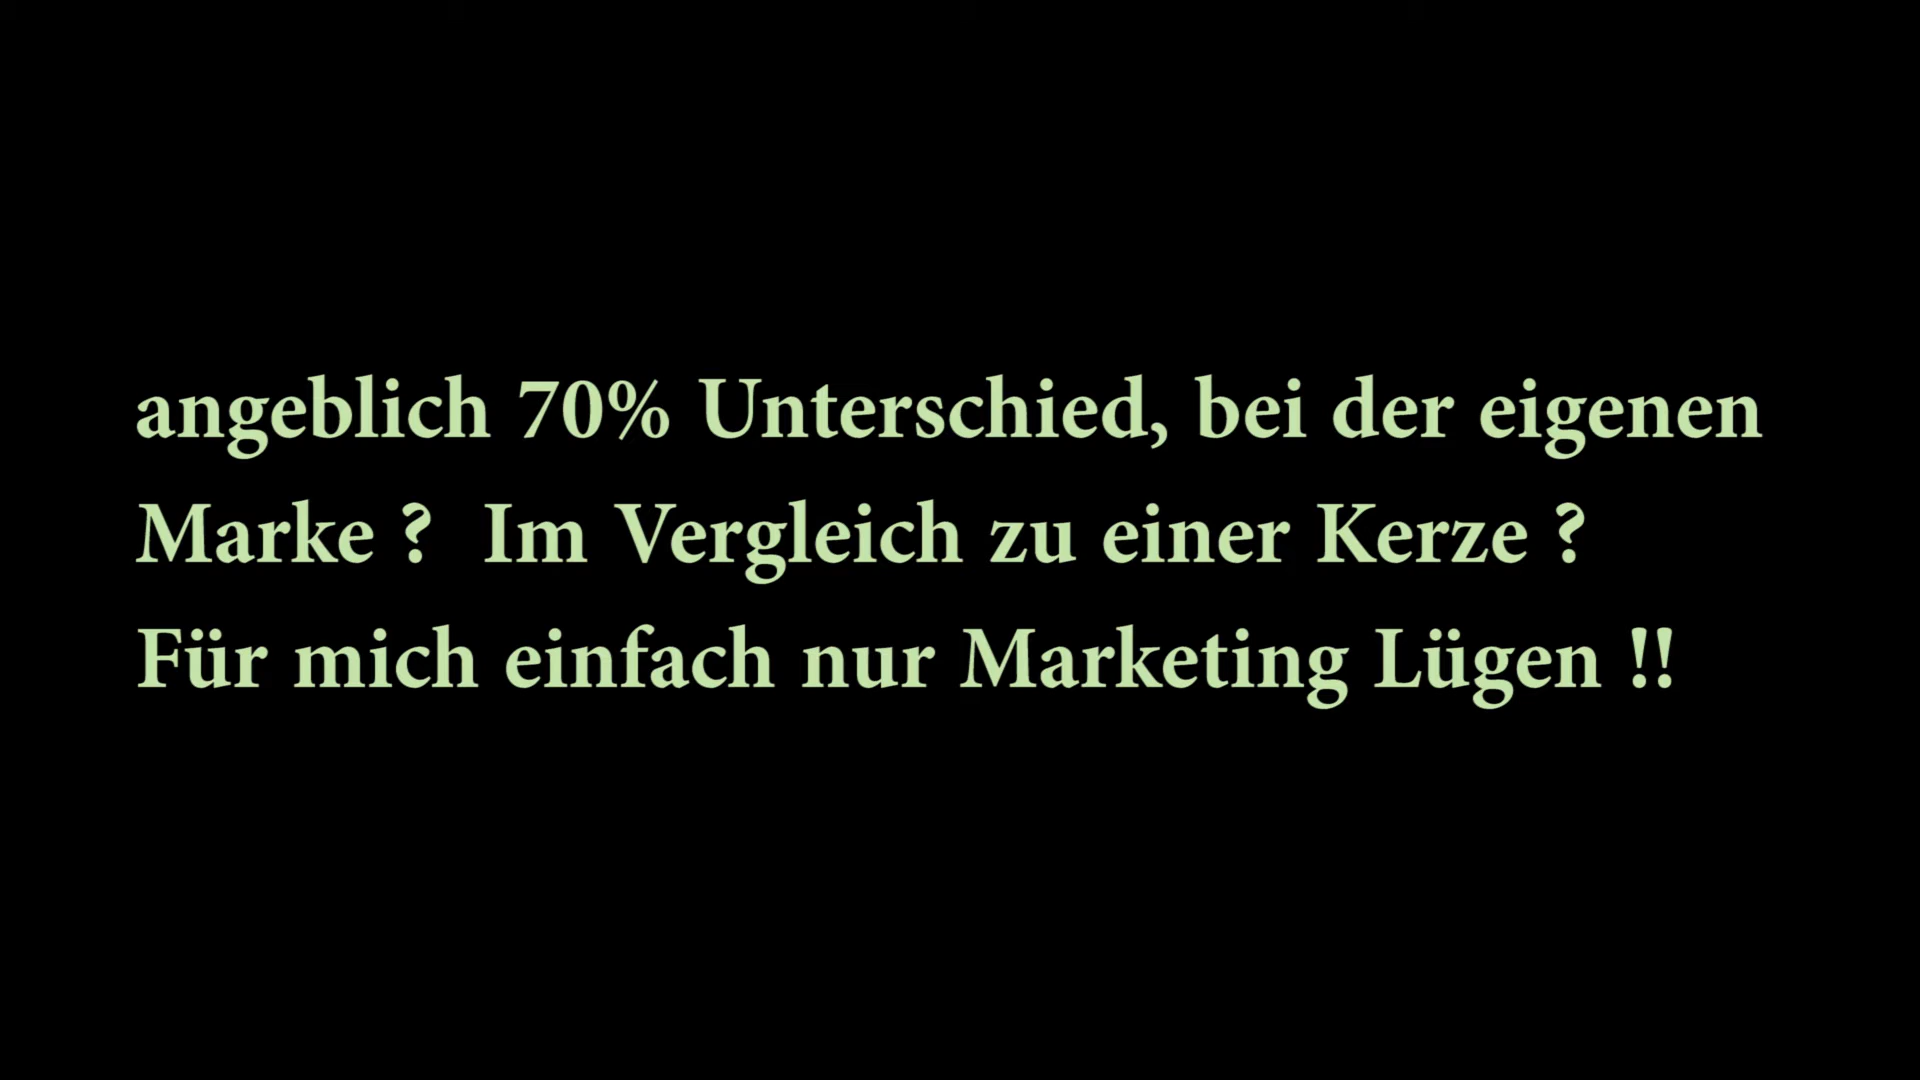 angeblich 70% Unterschied, bei der eigenen
Marke ?  Im Vergleich zu einer Kerze ?
Für mich einfach nur Marketing Lügen !!